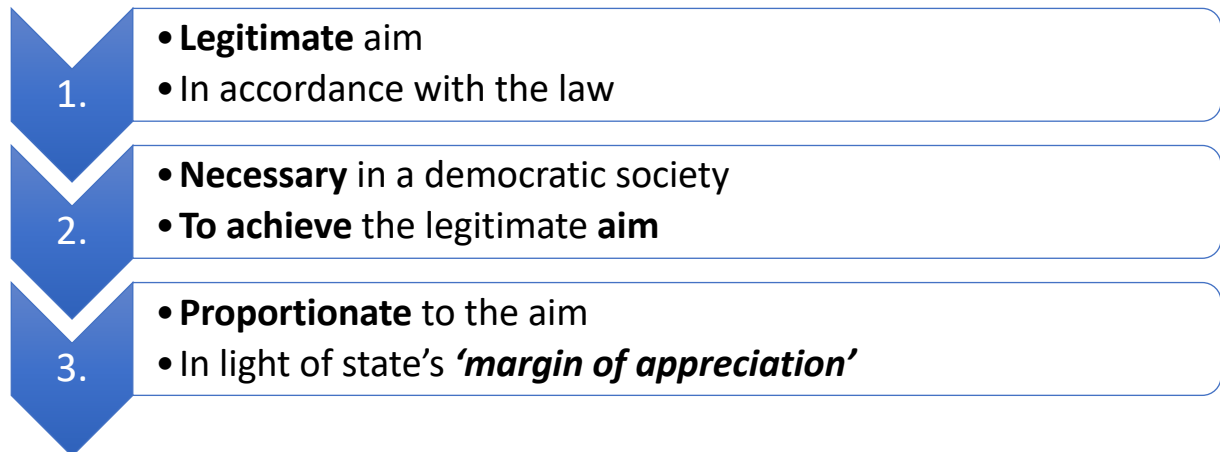 1.
• Legitimate aim
• In accordance with the law
2.
• Necessary in a democratic society
• To achieve the legitimate aim
3.
• Proportionate to the aim
• In light of state’s ‘margin of appreciation’